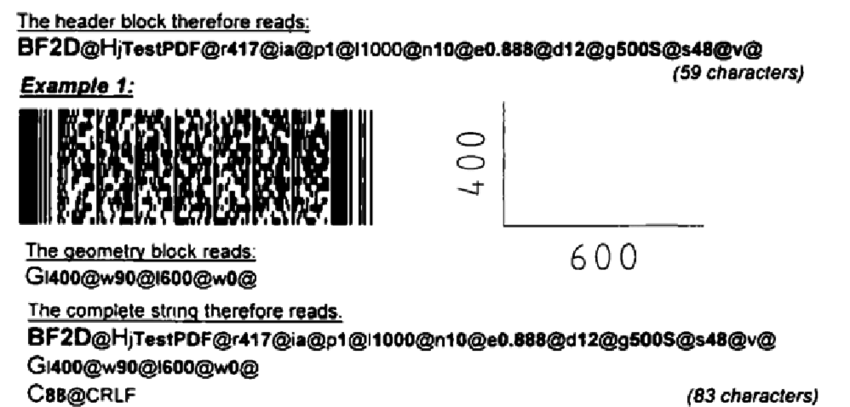 The header block therefore reads:
BF2D@HjTestPDF@r417@ia@p1@l1000@n10@e0.888@d12@g500S@s48@v@
(59 characters)
Example 1:
400
600
The geometry block reads:
Gl400@w90@l600@w0@
The complete string therefore reads.
BF2D@HjTestPDF@r417@ia@p1@l1000@n10@e0.888@d12@g500S@s48@v@
Gl400@w90@l600@w0@
C88@CRLF
(83 characters)